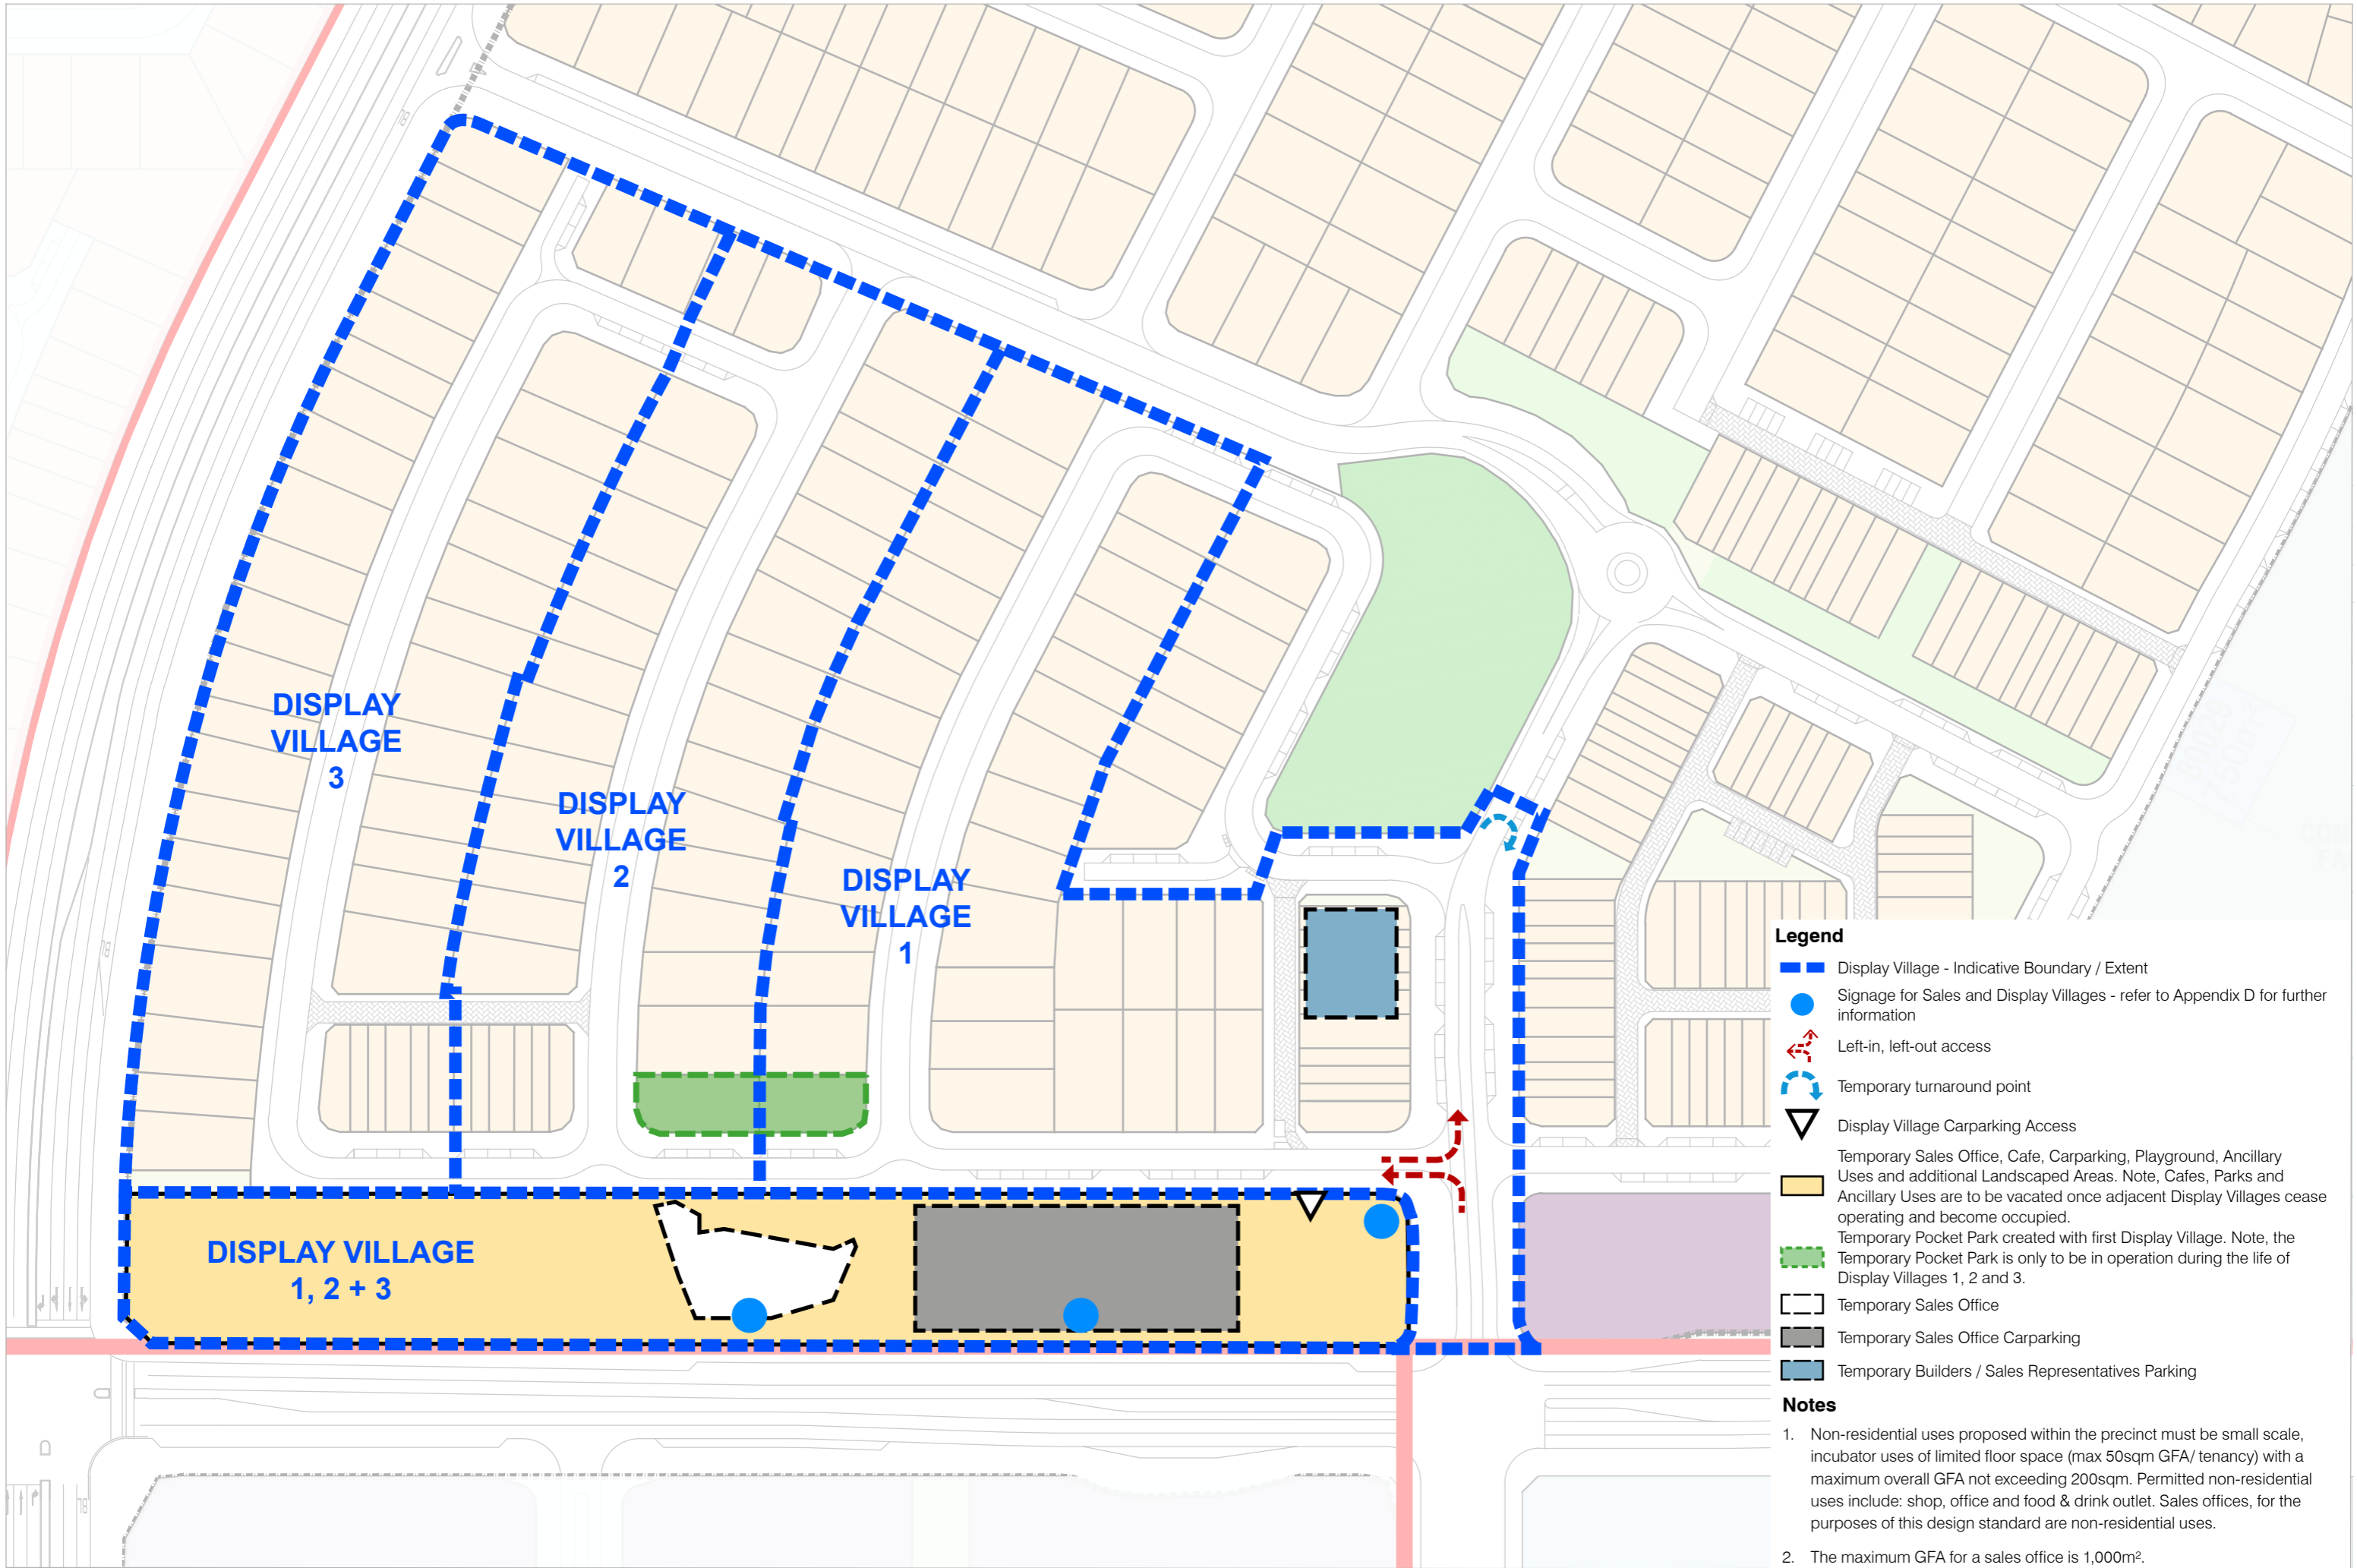 DISPLAY
VILLAGE
3
DISPLAY
VILLAGE
2
DISPLAY
VILLAGE
1
DISPLAY VILLAGE
1, 2 + 3
Legend
Display Village - Indicative Boundary / Extent
Signage for Sales and Display Villages - refer to Appendix D for further
information
Left-in, left-out access
Temporary turnaround point
Display Village Carparking Access
Temporary Sales Office, Cafe, Carparking, Playground, Ancillary
Uses and additional Landscaped Areas. Note, Cafes, Parks and
Ancillary Uses are to be vacated once adjacent Display Villages cease
operating and become occupied.
Temporary Pocket Park created with first Display Village. Note, the
Temporary Pocket Park is only to be in operation during the life of
Display Villages 1, 2 and 3.
Temporary Sales Office
Temporary Sales Office Carparking
Temporary Builders / Sales Representatives Parking
Notes
1. Non-residential uses proposed within the precinct must be small scale,
incubator uses of limited floor space (max 50sqm GFA/ tenancy) with a
maximum overall GFA not exceeding 200sqm. Permitted non-residential
uses include: shop, office and food & drink outlet. Sales offices, for the
purposes of this design standard are non-residential uses.
2. The maximum GFA for a sales office is 1,000m².